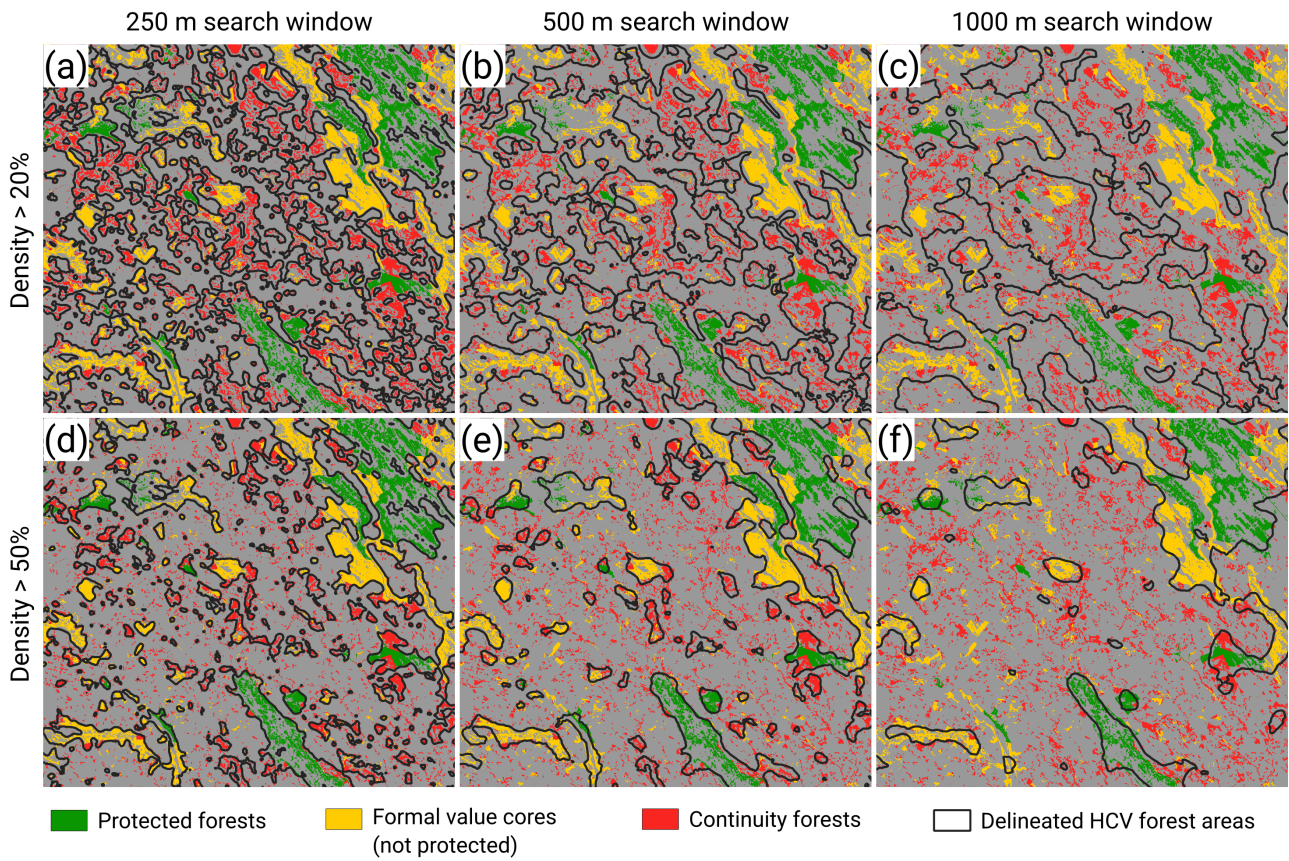 250 m search window
500 m search window
1000 m search window
(a)
(b)
(c)
Density > 20%
(d)
(e)
(f)
Density > 50%
Protected forests
Formal value cores
(not protected)
Continuity forests
Delineated HCV forest areas